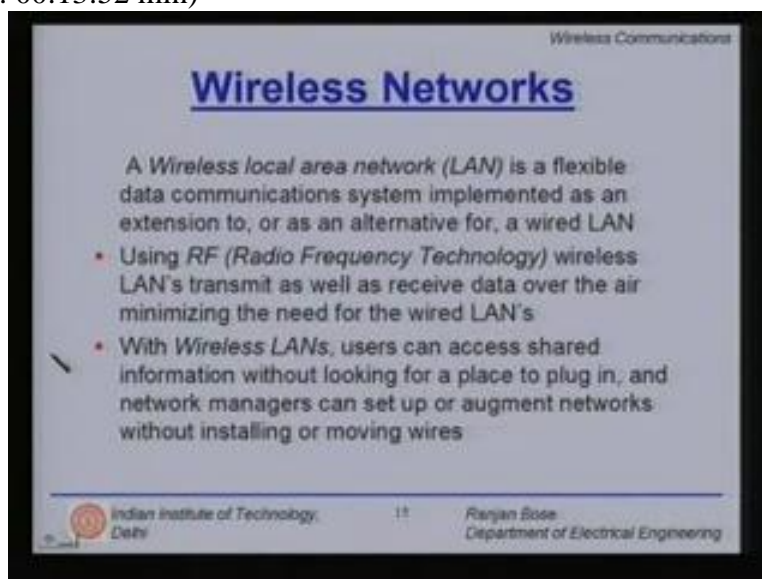 Wireless Communications
Wireless Networks
A Wireless local area network (LAN) is a flexible
data communications system implemented as an
extension to, or as an alternative for, a wired LAN
• Using RF (Radio Frequency Technology) wireless
LAN's transmit as well as receive data over the air
minimizing the need for the wired LAN's
• With Wireless LANs, users can access shared
information without looking for a place to plug in, and
network managers can set up or augment networks
without installing or moving wires
Indian Institute of Technology,
Delhi
Ranjan Bose
Department of Electrical Engineering